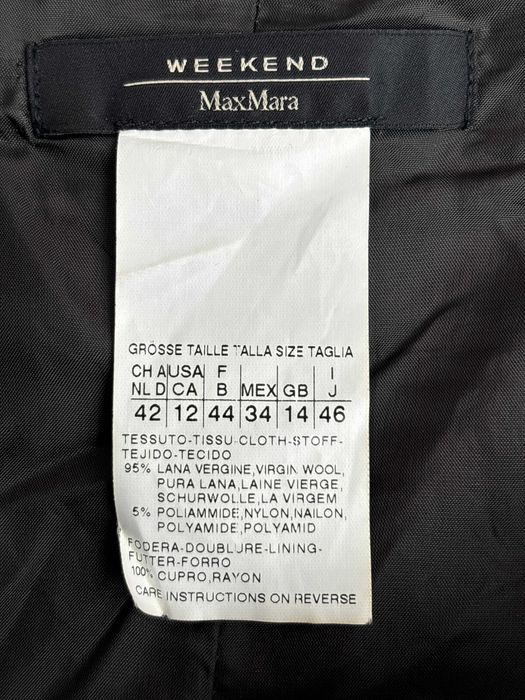 WEEKEND
MaxMara
GRÖSSE TAILLE TALLA SIZE TAGLIA
CH A USA F I
NL D CA B MEX GB J
42 12 44 34 14 46
TESSUTO-TISSU-CLOTH-STOFF-
TEJIDO-TECIDO
95% LANA VERGINE,VIRGIN WOOL,
PURA LANA,LAINE VIERGE,
SCHURWOLLE,LA VIRGEM
5% POLIAMMIDE,NYLON,NAILON,
POLYAMIDE,POLYAMID
FODERA-DOUBLURE-LINING-
FUTTER-FORRO
100% CUPRO,RAYON
CARE INSTRUCTIONS ON REVERSE